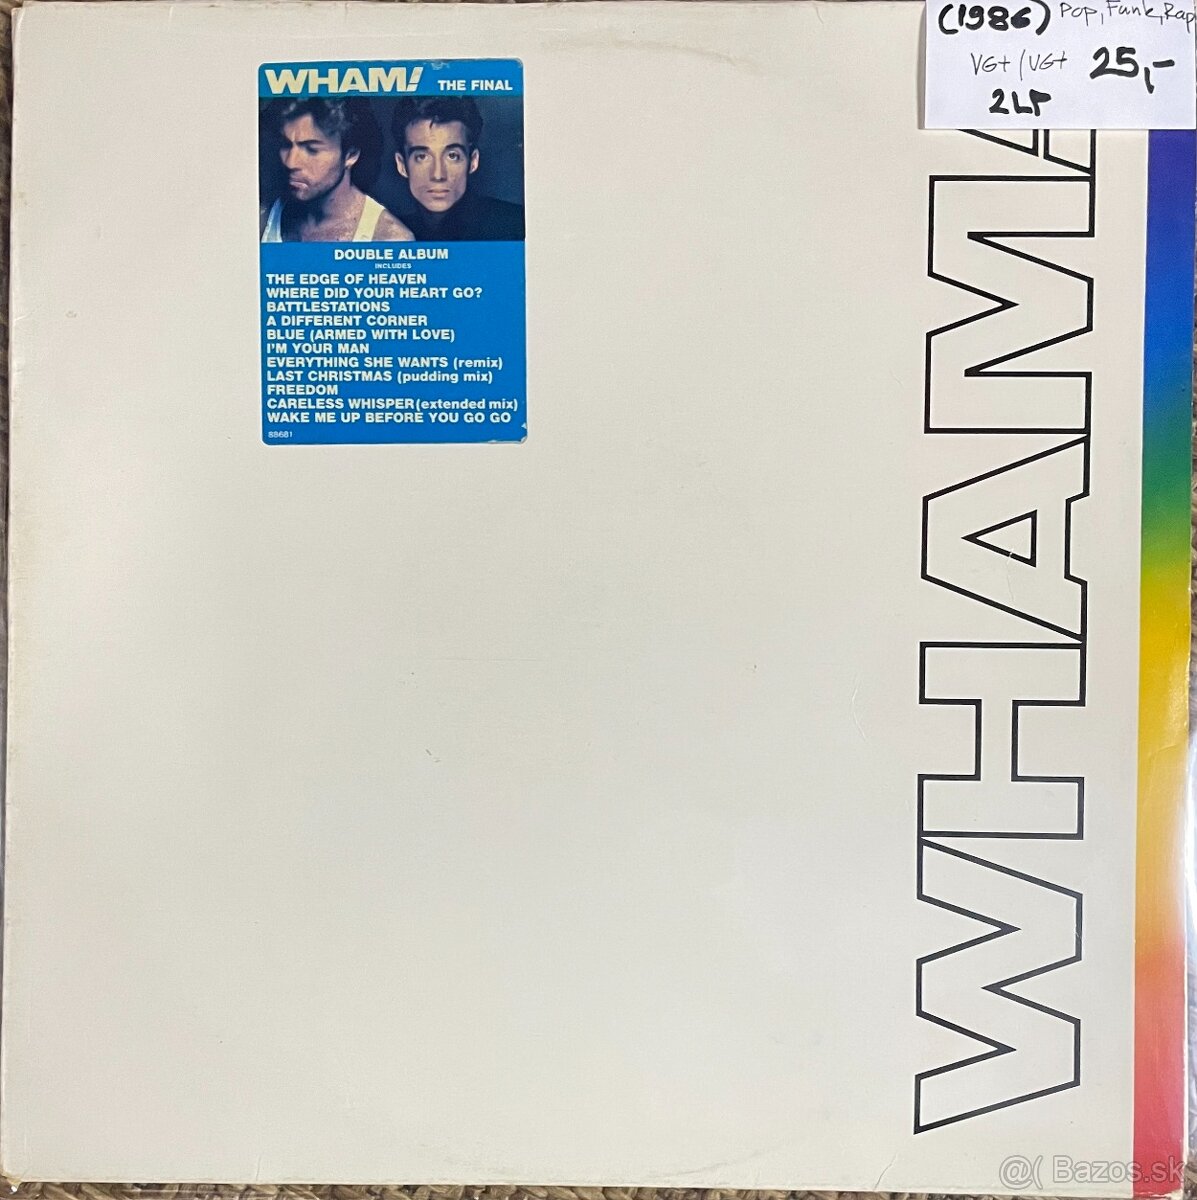 (1986) Pop, Funk, Rap
VG+ / VG+ 25,-
2LP
WHAM! THE FINAL
DOUBLE ALBUM
INCLUDES
THE EDGE OF HEAVEN
WHERE DID YOUR HEART GO?
BATTLESTATIONS
A DIFFERENT CORNER
BLUE (ARMED WITH LOVE)
I'M YOUR MAN
EVERYTHING SHE WANTS (remix)
LAST CHRISTMAS (pudding mix)
FREEDOM
CARELESS WHISPER (extended mix)
WAKE ME UP BEFORE YOU GO GO
88681
WHAM
@( Bazos.sk